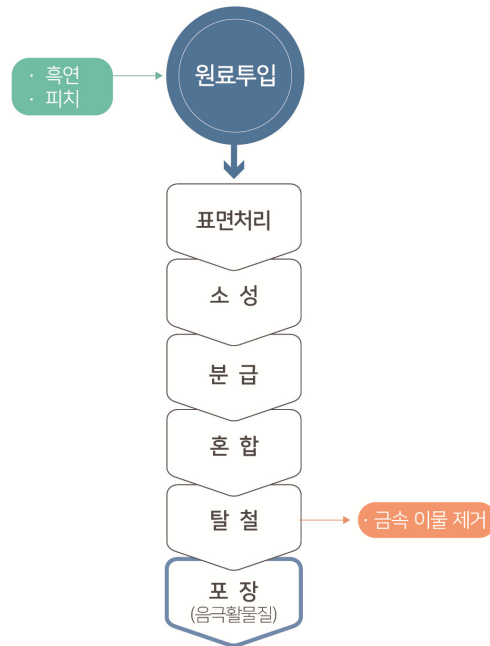 원료투입
· 흑연
· 피치
표면처리
소 성
분 급
혼 합
탈 철
· 금속 이물 제거
포 장
(음극활물질)